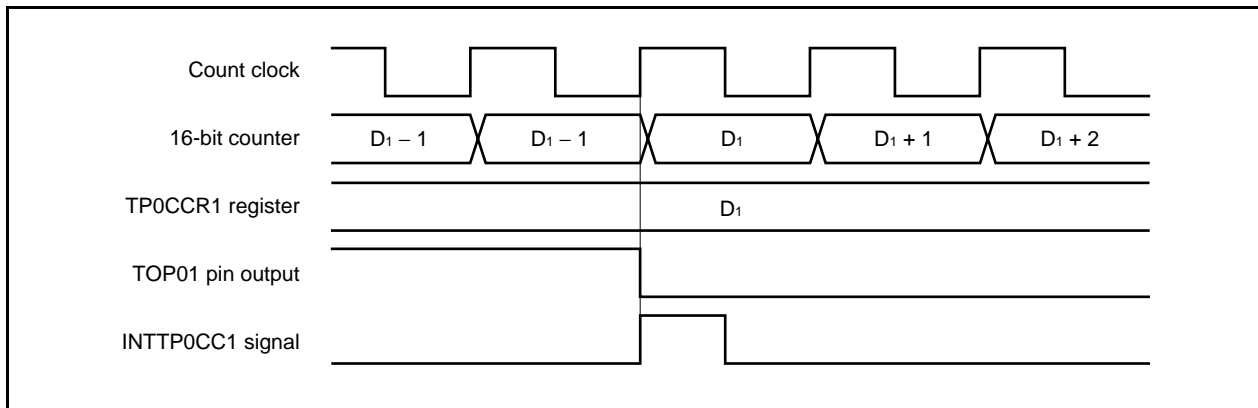 Count clock
16-bit counter D₁ − 1 D₁ − 1 D₁ D₁ + 1 D₁ + 2
TP0CCR1 register D₁
TOP01 pin output
INTTP0CC1 signal